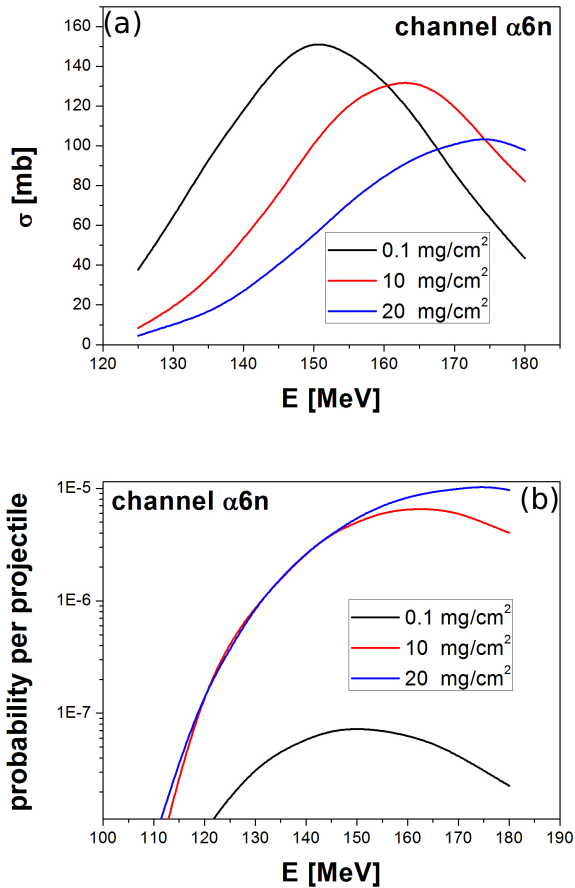 (a)
channel α6n
160
140
120
100
80
60
40
20
0
σ [mb]
0.1 mg/cm²
10 mg/cm²
20 mg/cm²
120 130 140 150 160 170 180
E [MeV]
channel α6n
(b)
1E-5
1E-6
1E-7
probability per projectile
0.1 mg/cm²
10 mg/cm²
20 mg/cm²
100 110 120 130 140 150 160 170 180 190
E [MeV]